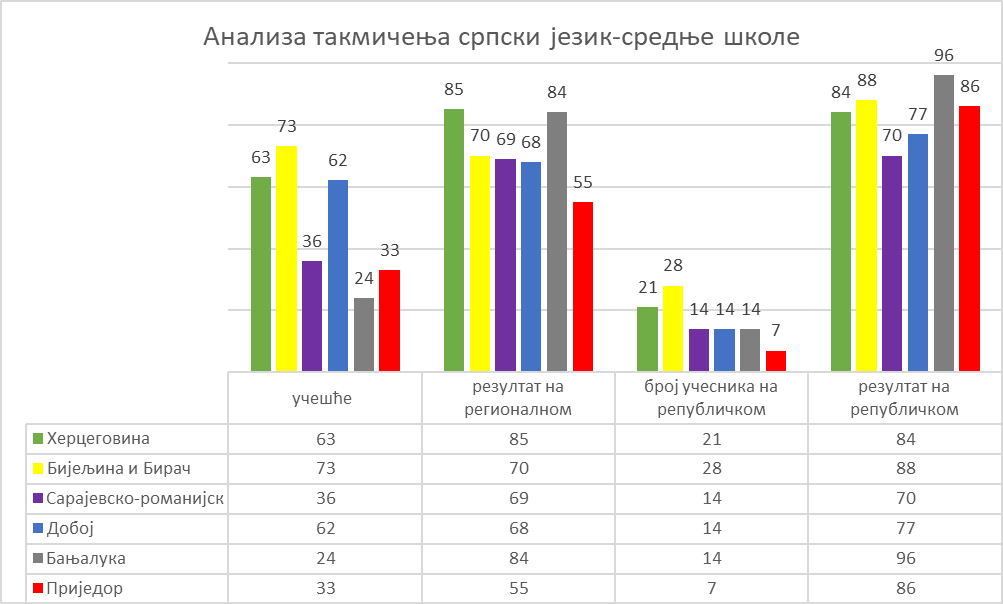 Анализа такмичења српски језик-средње школе
63 73 36 62 24 33
85 70 69 68 84 55
21 28 14 14 14 7
84 88 70 77 96 86
учешће
резултат на
регионалном
број учесника на
републичком
резултат на
републичком
Херцеговина 63 85 21 84
Бијељина и Бирач 73 70 28 88
Сарајевско-романијск 36 69 14 70
Добој 62 68 14 77
Бањалука 24 84 14 96
Приједор 33 55 7 86